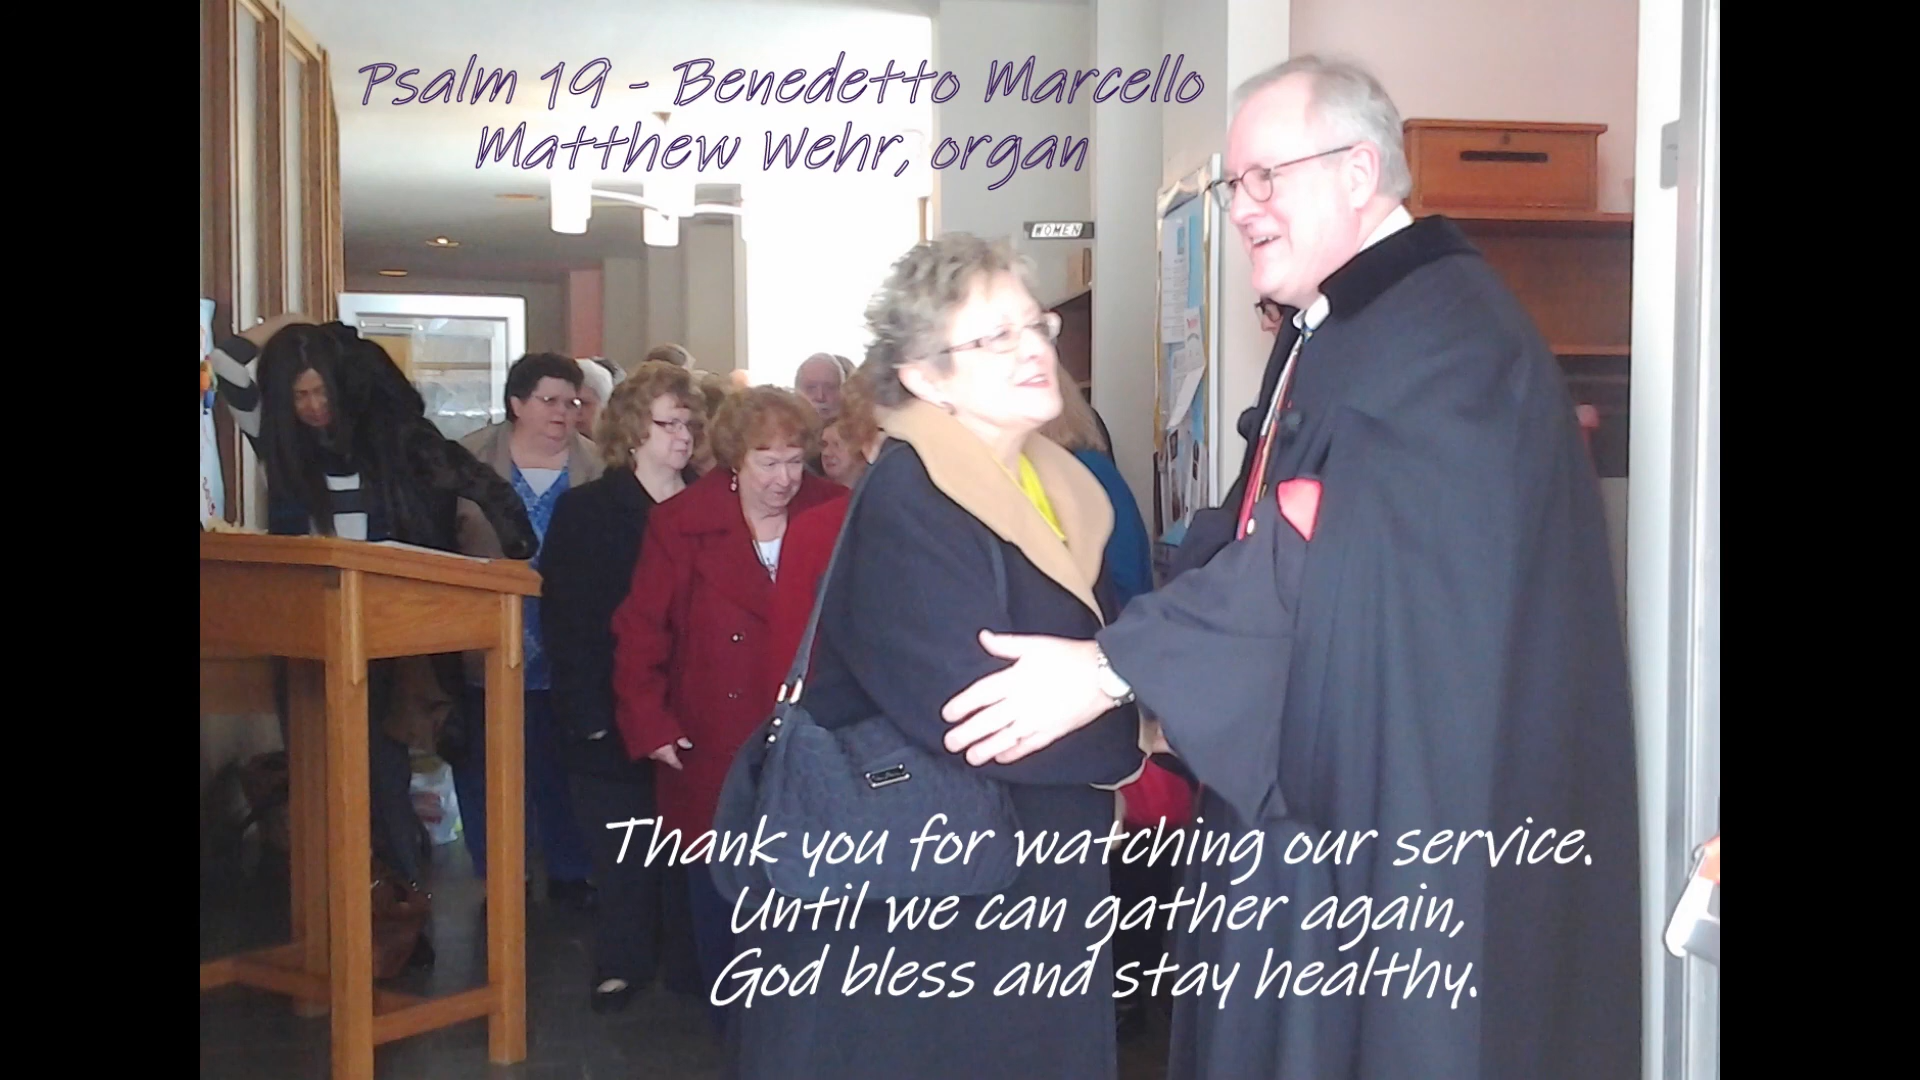 Psalm 19 - Benedetto Marcello
Matthew Wehr, organ
WOMEN
Thank you for watching our service.
Until we can gather again,
God bless and stay healthy.